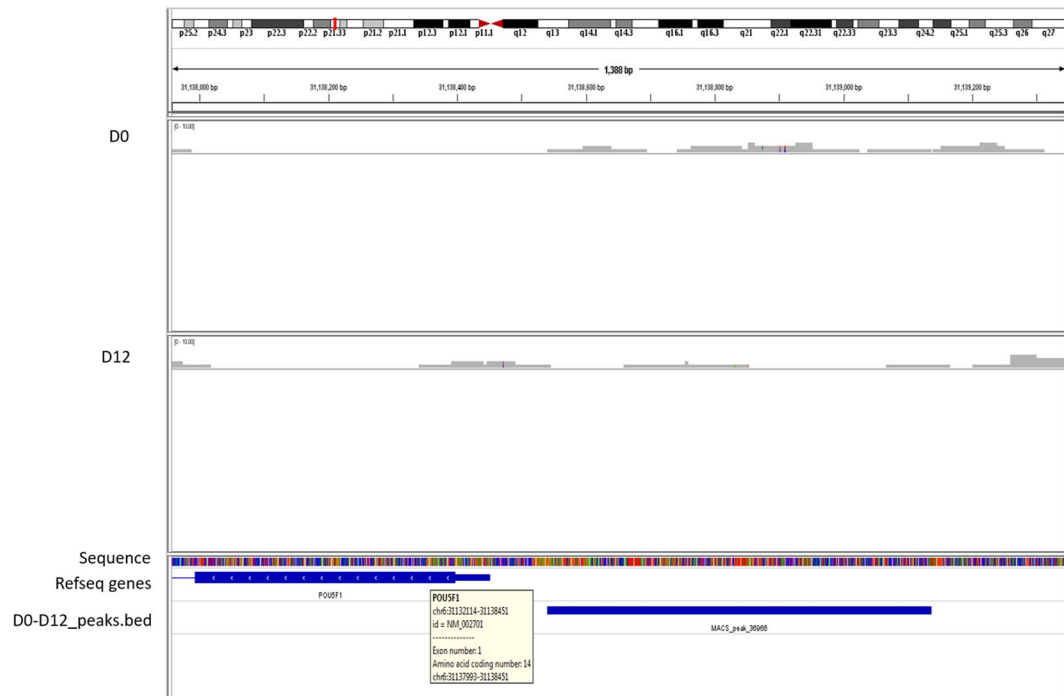 p25.2 p24.3 p23 p22.3 p22.2 p21.33 p21.2 p21.1 p12.3 p12.1 p11.1 q12 q13 q14.1 q14.3 q16.1 q16.3 q21 q22.1 q22.31 q22.33 q23.3 q24.2 q25.1 q25.3 q26 q27
1,388 bp
31,138,000 bp 31,138,200 bp 31,138,400 bp 31,138,600 bp 31,138,800 bp 31,139,000 bp 31,139,200 bp
D0
[0 - 10.00]
D12
[0 - 10.00]
Sequence
Refseq genes
POU5F1
POU5F1
chr6:31132114-31138451
id = NM_002701
--------------
Exon number: 1
Amino acid coding number: 14
chr6:31137993-31138451
D0-D12_peaks.bed
MACS_peak_36966